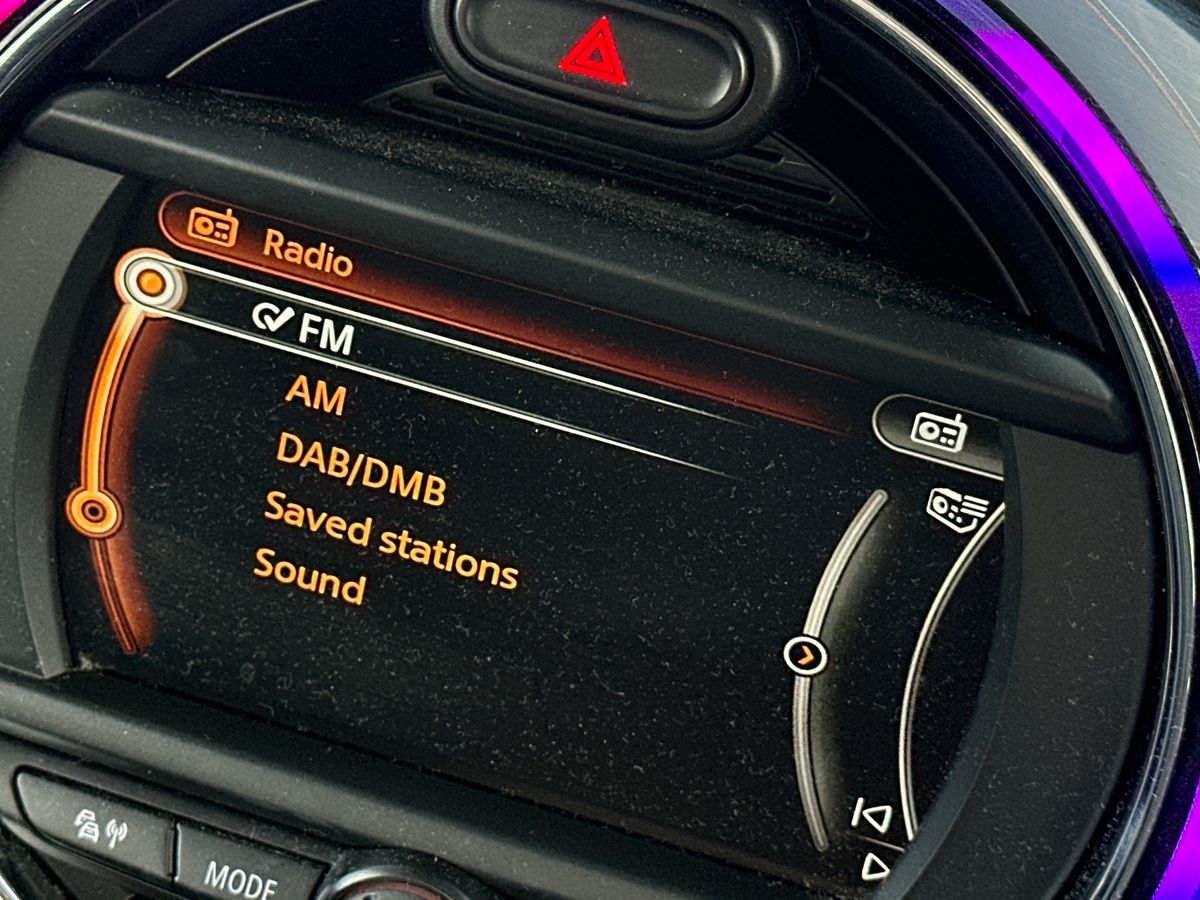 Radio
FM
AM
DAB/DMB
Saved stations
Sound
MODE